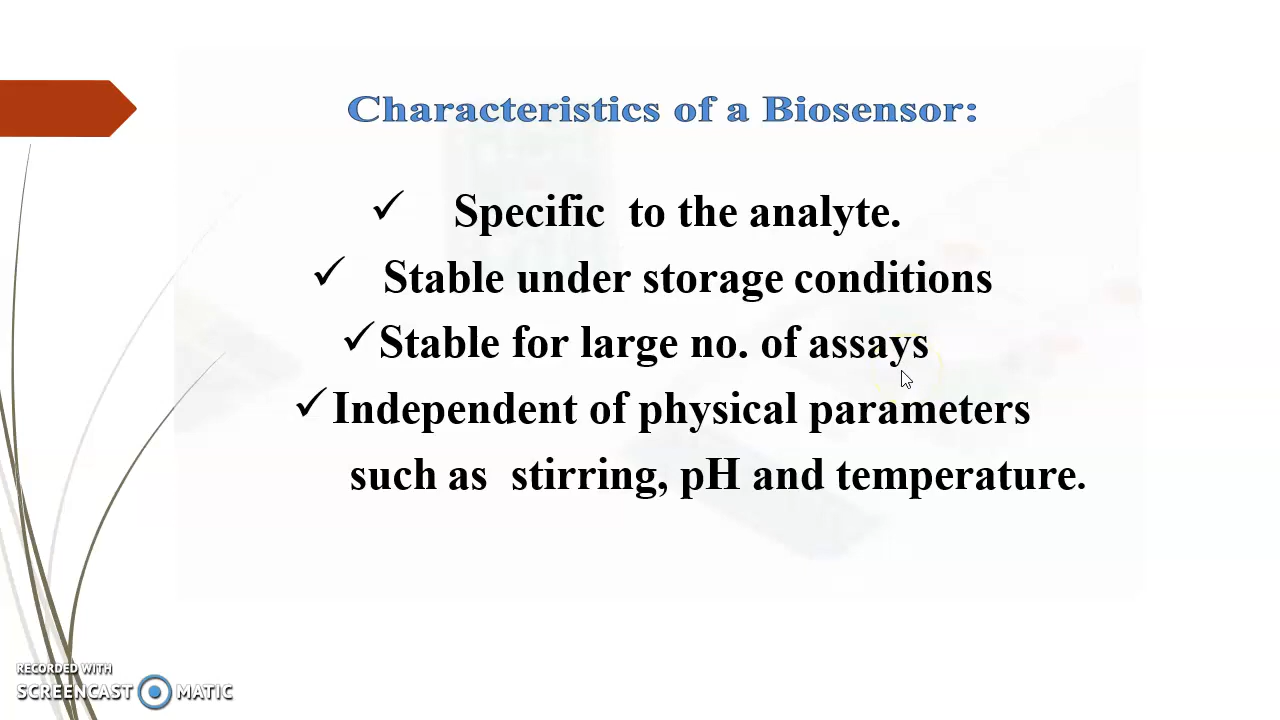 Characteristics of a Biosensor:
✓ Specific to the analyte.
✓ Stable under storage conditions
✓ Stable for large no. of assays
✓ Independent of physical parameters
such as stirring, pH and temperature.
RECORDED WITH
SCREENCAST MATIC